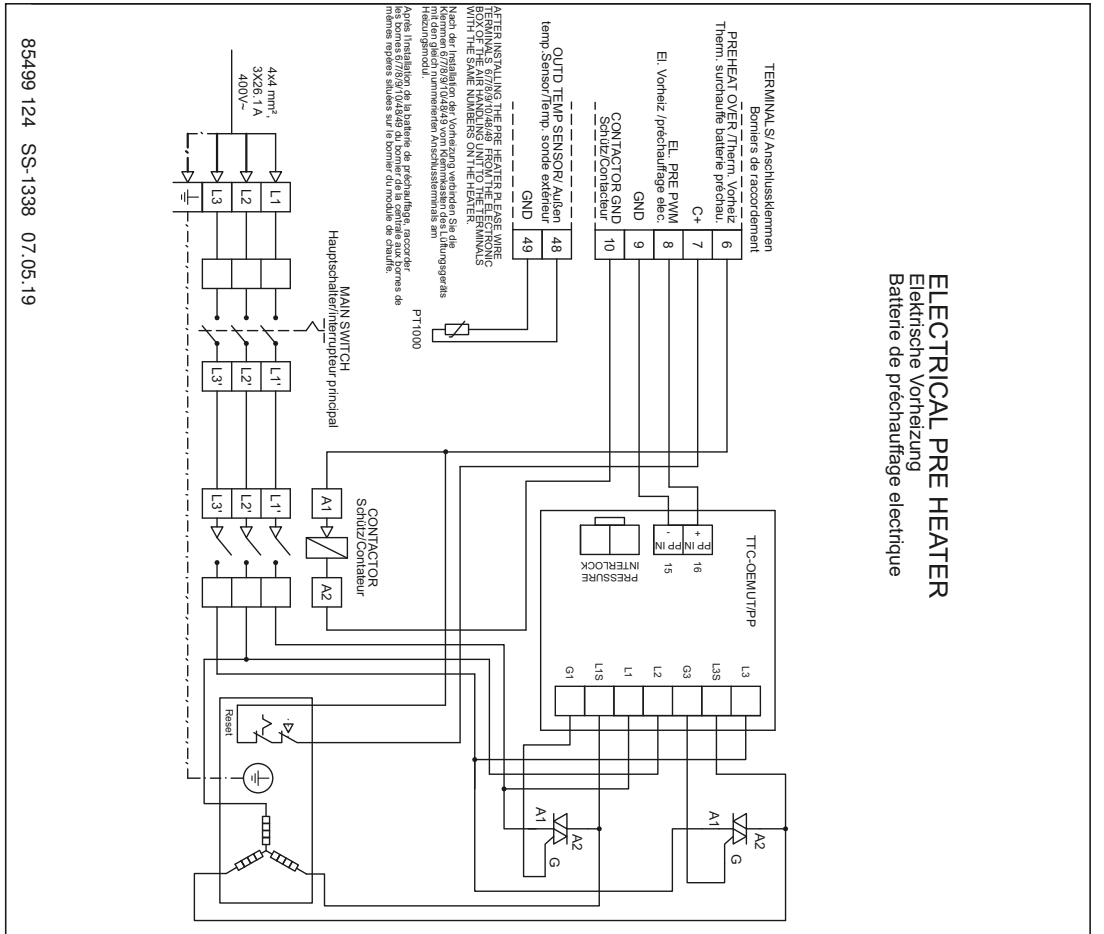 ELECTRICAL PRE HEATER
Elektrische Vorheizung
Batterie de préchauffage electrique
TERMINALS/ Anschlussklemmen
Borniers de raccordement
PREHEAT OVER /Therm. Vorheiz
Therm. surchauffe batterie préchau.
6
C+
7
EL. PRE PWM
El. Vorheiz /préchauffage elec.
8
GND
9
CONTACTOR GND
Schütz/Contacteur
10
OUTD TEMP SENSOR/ Außen
temp.Sensor/Temp. sonde extérieur
48
GND
49
PT1000
AFTER INSTALLING THE PRE HEATER PLEASE WIRE
TERMINALS 6/7/8/9/10/48/49 FROM THE ELECTRONIC
BOX OF THE AIR HANDLING UNIT TO THE TERMINALS
WITH THE SAME NUMBERS ON THE HEATER.
Nach der Installation der Vorheizung verbinden Sie die
Klemmen 6/7/8/9/10/48/49 vom Klemmkasten des Lüftungsgeräts
mit den gleich nummerierten Anschlussterminals am
Heizungsmodul.
Après l'installation de la batterie de préchauffage, raccorder
les bornes 6/7/8/9/10/48/49 du bornier de la centrale aux bornes de
mêmes repères situées sur le bornier du module de chauffe.
TTC-OEMUT/PP
+
PP IN
16
-
PP IN
15
PRESSURE
INTERLOCK
L3
L3S
G3
L2
L1
L1S
G1
A1
A2
G
A1
A2
G
MAIN SWITCH
Hauptschalter/interrupteur principal
CONTACTOR
Schütz/Contateur
A1
A2
4x4 mm²,
3X26.1A
400V~
L1
L2
L3
L1'
L2'
L3'
L1'
L2'
L3'
Reset
85499 124 SS-1338 07.05.19